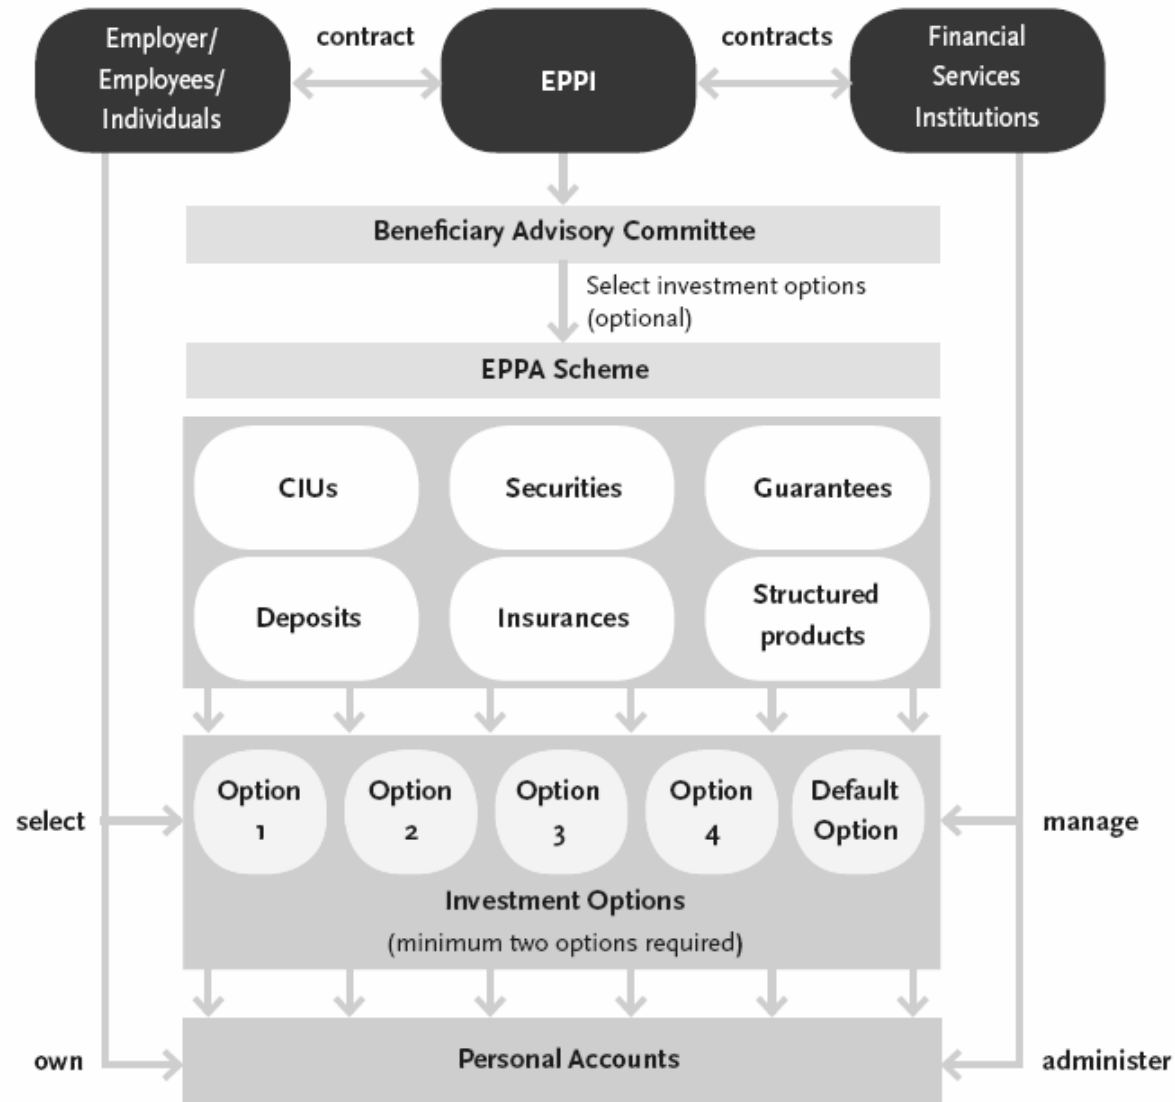 Employer/
Employees/
Individuals
contract
EPPI
contracts
Financial
Services
Institutions
Beneficiary Advisory Committee
Select investment options
(optional)
EPPA Scheme
CIUs
Securities
Guarantees
Deposits
Insurances
Structured
products
Option
1
Option
2
Option
3
Option
4
Default
Option
select
manage
Investment Options
(minimum two options required)
own
Personal Accounts
administer